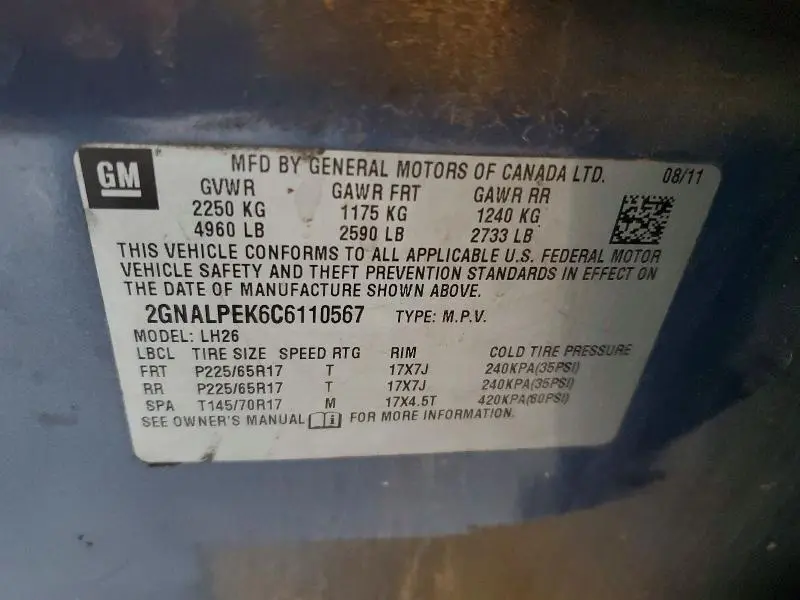 GM
MFD BY GENERAL MOTORS OF CANADA LTD. 08/11
GVWR GAWR FRT GAWR RR
2250 KG 1175 KG 1240 KG
4960 LB 2590 LB 2733 LB
THIS VEHICLE CONFORMS TO ALL APPLICABLE U.S. FEDERAL MOTOR
VEHICLE SAFETY AND THEFT PREVENTION STANDARDS IN EFFECT ON
THE DATE OF MANUFACTURE SHOWN ABOVE.
2GNALPEK6C6110567 TYPE: M.P.V.
MODEL: LH26
LBCL TIRE SIZE SPEED RTG RIM COLD TIRE PRESSURE
FRT P225/65R17 T 17X7J 240KPA(35PSI)
RR P225/65R17 T 17X7J 240KPA(35PSI)
SPA T145/70R17 M 17X4.5T 420KPA(60PSI)
SEE OWNER'S MANUAL FOR MORE INFORMATION.